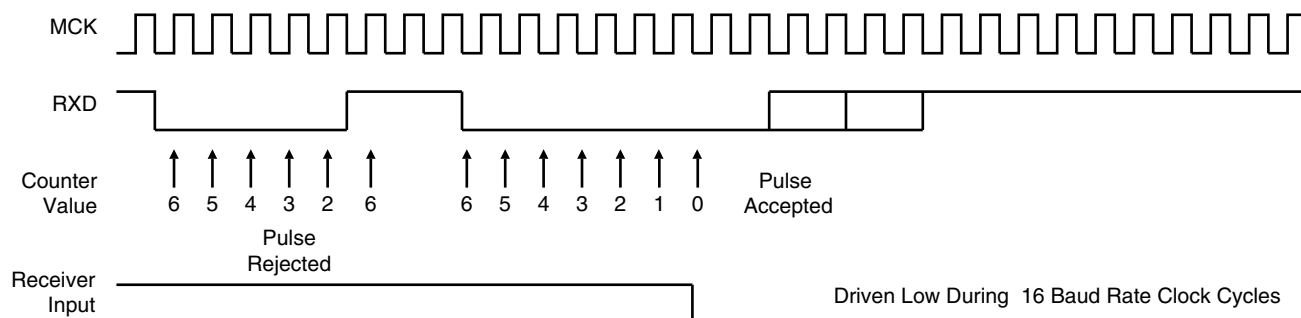 MCK
RXD
Counter
Value
6 5 4 3 2 6 6 5 4 3 2 1 0
Pulse
Accepted
Pulse
Rejected
Receiver
Input
Driven Low During 16 Baud Rate Clock Cycles